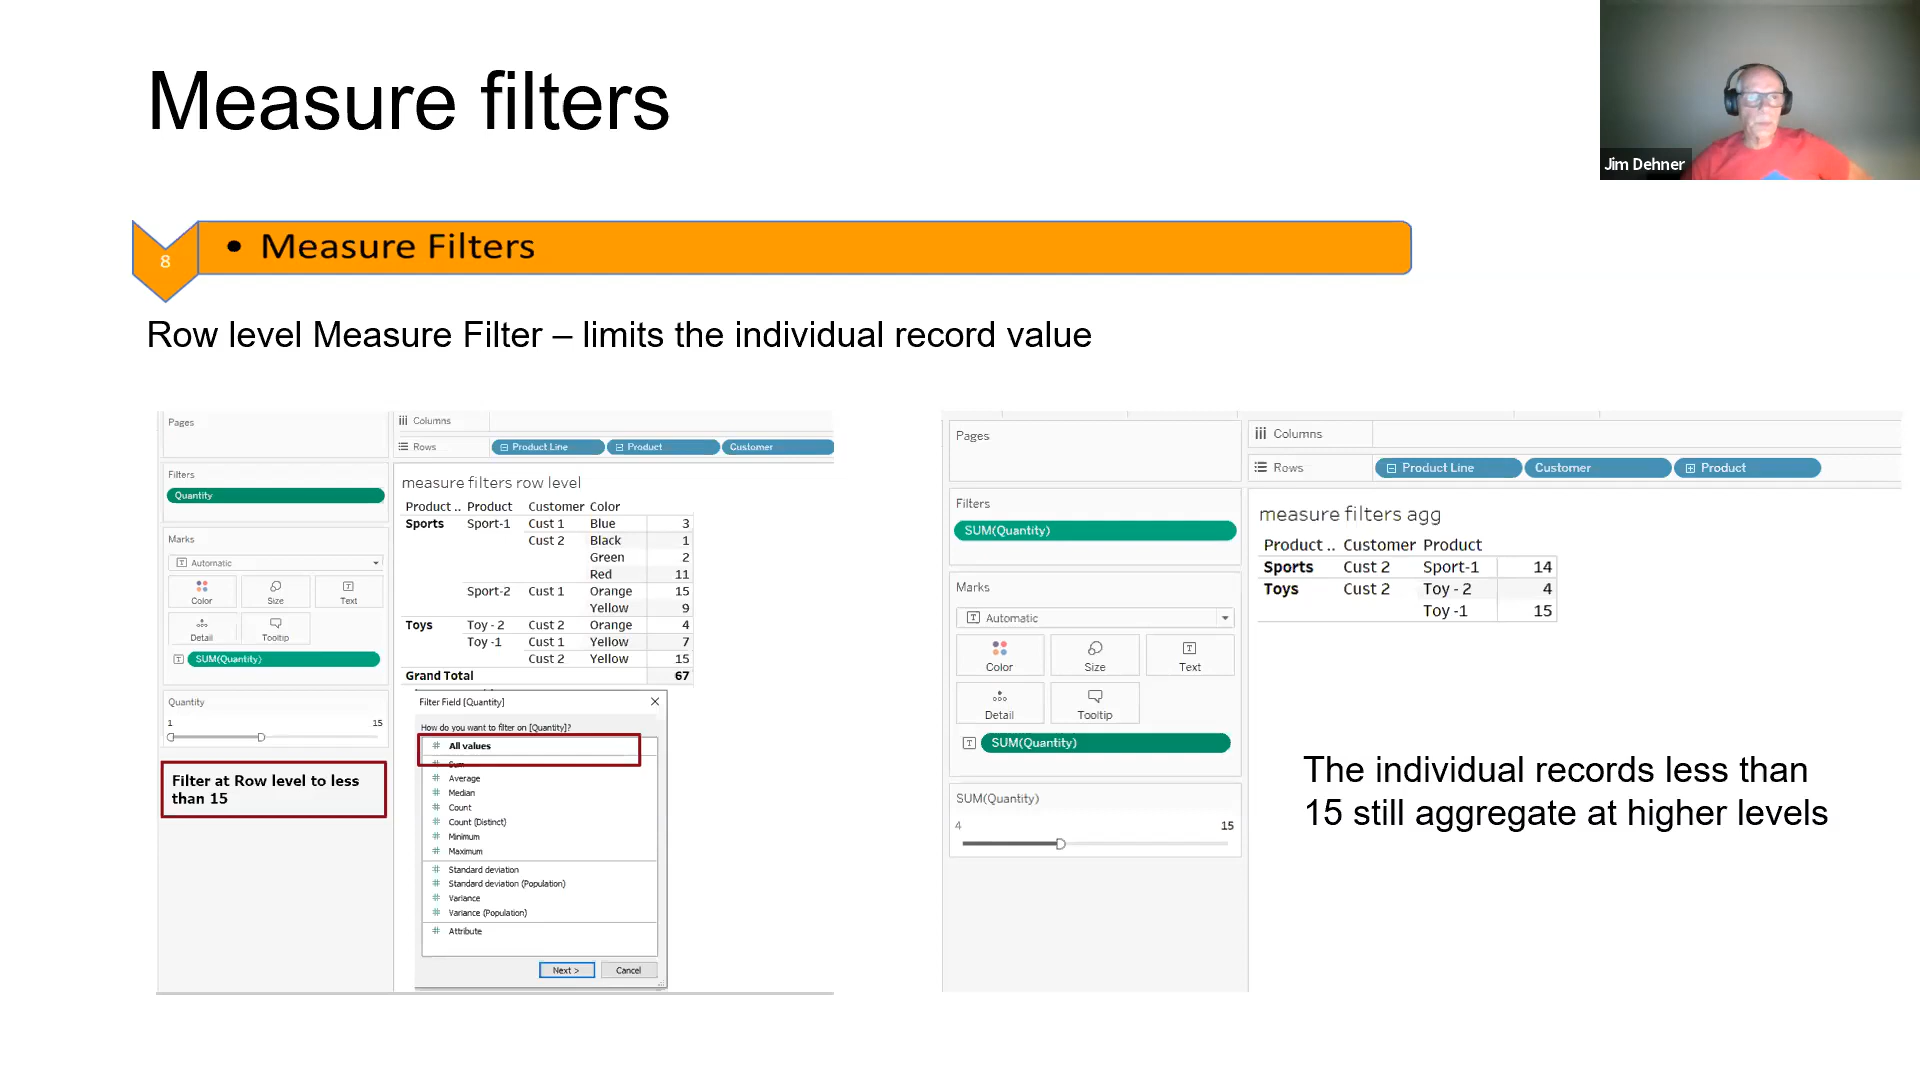 Measure filters
Jim Dehner
8
• Measure Filters
Row level Measure Filter – limits the individual record value
Pages
Columns
Rows
Product Line
Product
Customer
Filters
Quantity
Marks
Automatic
Color
Size
Text
Detail
Tooltip
SUM(Quantity)
Quantity
1 15
Filter at Row level to less
than 15
measure filters row level
Product .. Product Customer Color
Sports Sport-1 Cust 1 Blue 3
Cust 2 Black 1
Green 2
Red 11
Sport-2 Cust 1 Orange 15
Yellow 9
Toys Toy - 2 Cust 2 Orange 4
Toy -1 Cust 1 Yellow 7
Cust 2 Yellow 15
Grand Total 67
Filter Field [Quantity]
How do you want to filter on [Quantity]?
All values
Sum
Average
Median
Count
Count (Distinct)
Minimum
Maximum
Standard deviation
Standard deviation (Population)
Variance
Variance (Population)
Attribute
Next >
Cancel
Pages
Columns
Rows
Product Line
Customer
Product
Filters
SUM(Quantity)
Marks
Automatic
Color
Size
Text
Detail
Tooltip
SUM(Quantity)
SUM(Quantity)
4 15
measure filters agg
Product .. Customer Product
Sports Cust 2 Sport-1 14
Toys Cust 2 Toy - 2 4
Toy -1 15
The individual records less than
15 still aggregate at higher levels